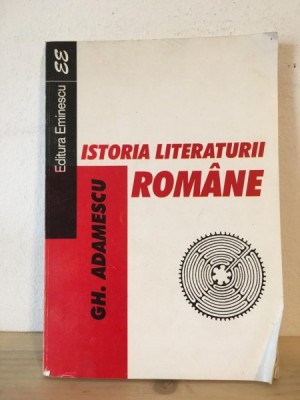 Editura Eminescu EE
ISTORIA LITERATURII
ROMÂNE
GH. ADAMESCU